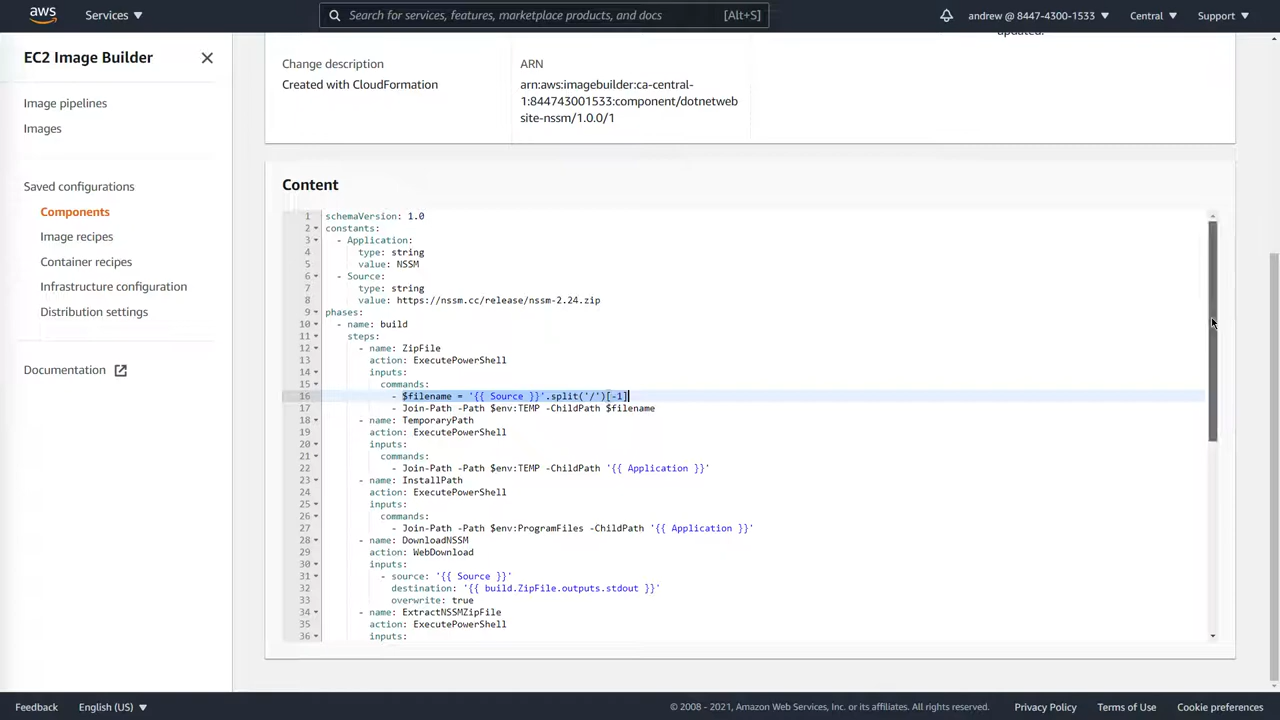 aws
Services
Search for services, features, marketplace products, and docs
[Alt+S]
andrew @ 8447-4300-1533
Central
Support
EC2 Image Builder
Image pipelines
Images
Saved configurations
Components
Image recipes
Container recipes
Infrastructure configuration
Distribution settings
Documentation
updated.
Change description
Created with CloudFormation
ARN
arn:aws:imagebuilder:ca-central-
1:844743001533:component/dotnetweb
site-nssm/1.0.0/1
Content
1 schemaVersion: 1.0
2 constants:
3 - Application:
4 type: string
5 value: NSSM
6 - Source:
7 type: string
8 value: https://nssm.cc/release/nssm-2.24.zip
9 phases:
10 - name: build
11 steps:
12 - name: ZipFile
13 action: ExecutePowerShell
14 inputs:
15 commands:
16 - $filename = '{{ Source }}'.split('/')[-1]
17 - Join-Path -Path $env:TEMP -ChildPath $filename
18 - name: TemporaryPath
19 action: ExecutePowerShell
20 inputs:
21 commands:
22 - Join-Path -Path $env:TEMP -ChildPath '{{ Application }}'
23 - name: InstallPath
24 action: ExecutePowerShell
25 inputs:
26 commands:
27 - Join-Path -Path $env:ProgramFiles -ChildPath '{{ Application }}'
28 - name: DownloadNSSM
29 action: WebDownload
30 inputs:
31 - source: '{{ Source }}'
32 destination: '{{ build.ZipFile.outputs.stdout }}'
33 overwrite: true
34 - name: ExtractNSSMZipFile
35 action: ExecutePowerShell
36 inputs:
Feedback
English (US)
© 2008 - 2021, Amazon Web Services, Inc. or its affiliates. All rights reserved.
Privacy Policy
Terms of Use
Cookie preferences